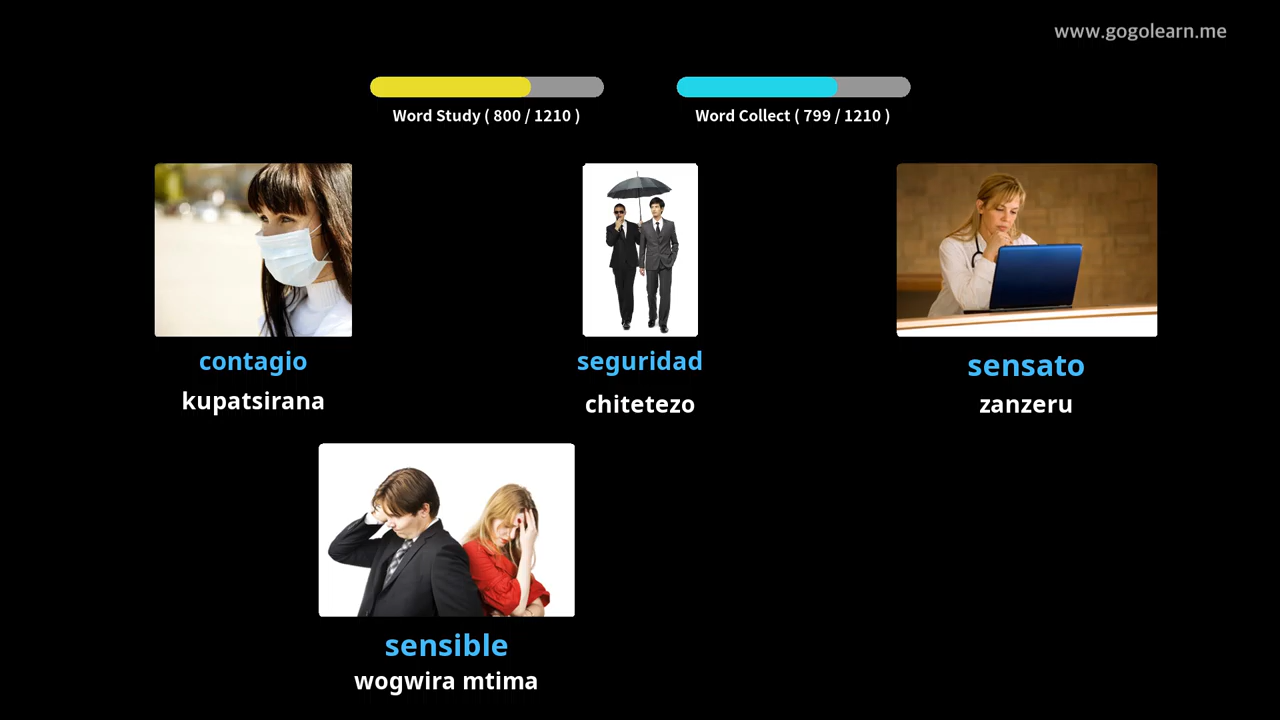 www.gogolearn.me
Word Study ( 800 / 1210 )
Word Collect ( 799 / 1210 )
contagio
kupatsirana
seguridad
chitetezo
sensato
zanzeru
sensible
wogwira mtima